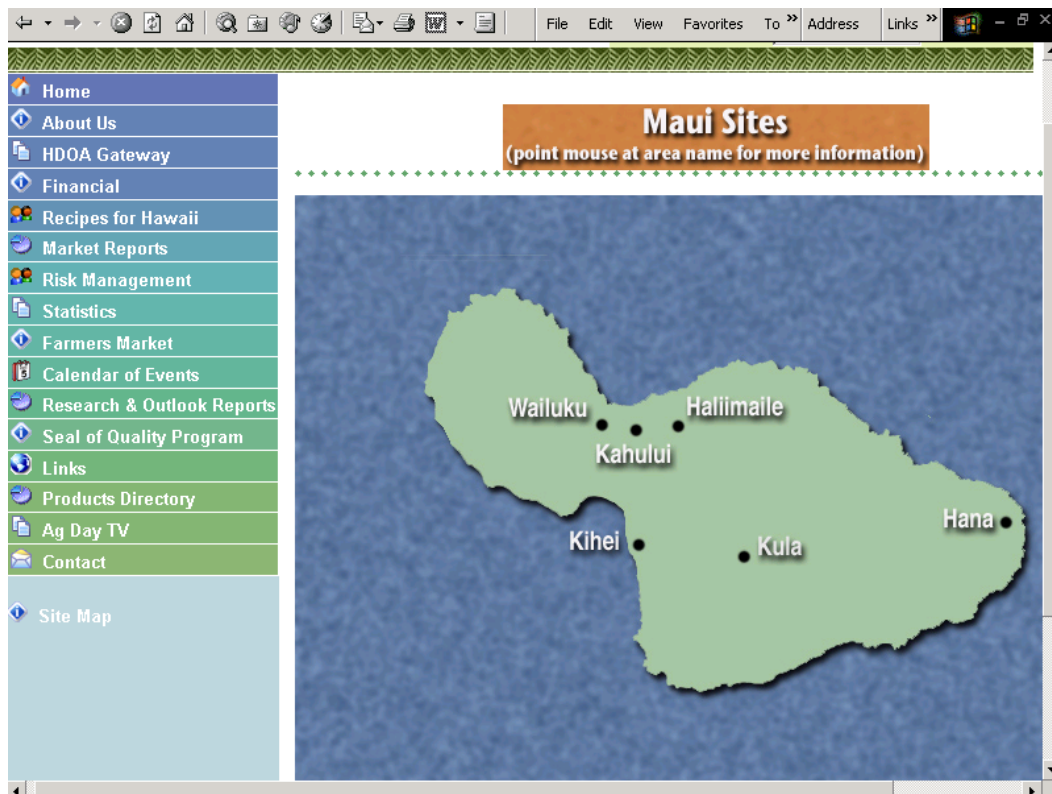 File Edit View Favorites To » Address Links »
Home
About Us
HDOA Gateway
Financial
Recipes for Hawaii
Market Reports
Risk Management
Statistics
Farmers Market
Calendar of Events
Research & Outlook Reports
Seal of Quality Program
Links
Products Directory
Ag Day TV
Contact
Site Map
Maui Sites
(point mouse at area name for more information)
Wailuku
Haliimaile
Kahului
Hana
Kihei
Kula